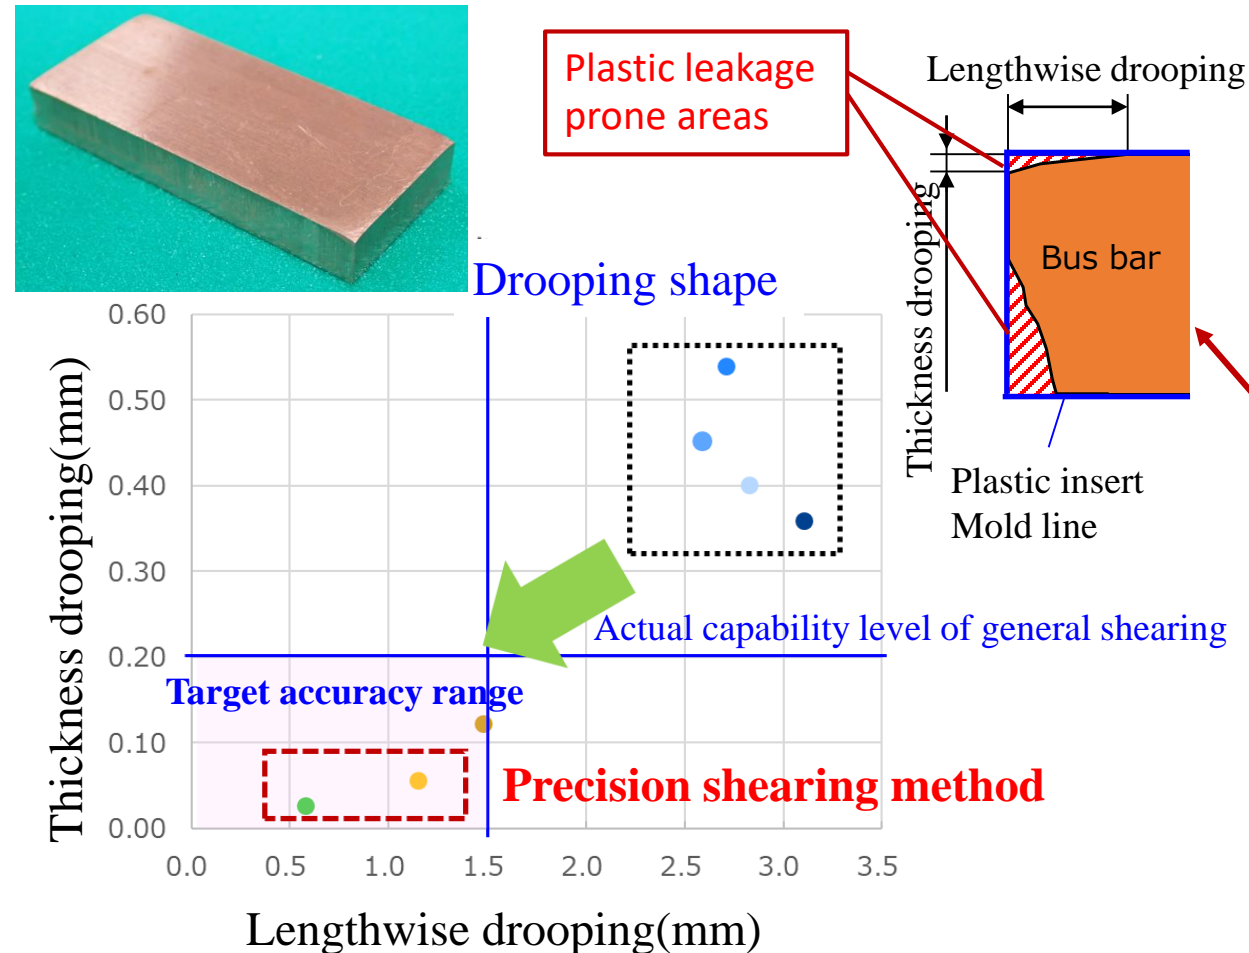 Plastic leakage
prone areas
Lengthwise drooping
Thickness drooping
Bus bar
Plastic insert
Mold line
Drooping shape
Thickness drooping(mm)
0.60
0.50
0.40
0.30
0.20
0.10
0.00
Actual capability level of general shearing
Target accuracy range
Precision shearing method
0.0
0.5
1.0
1.5
2.0
2.5
3.0
3.5
Lengthwise drooping(mm)